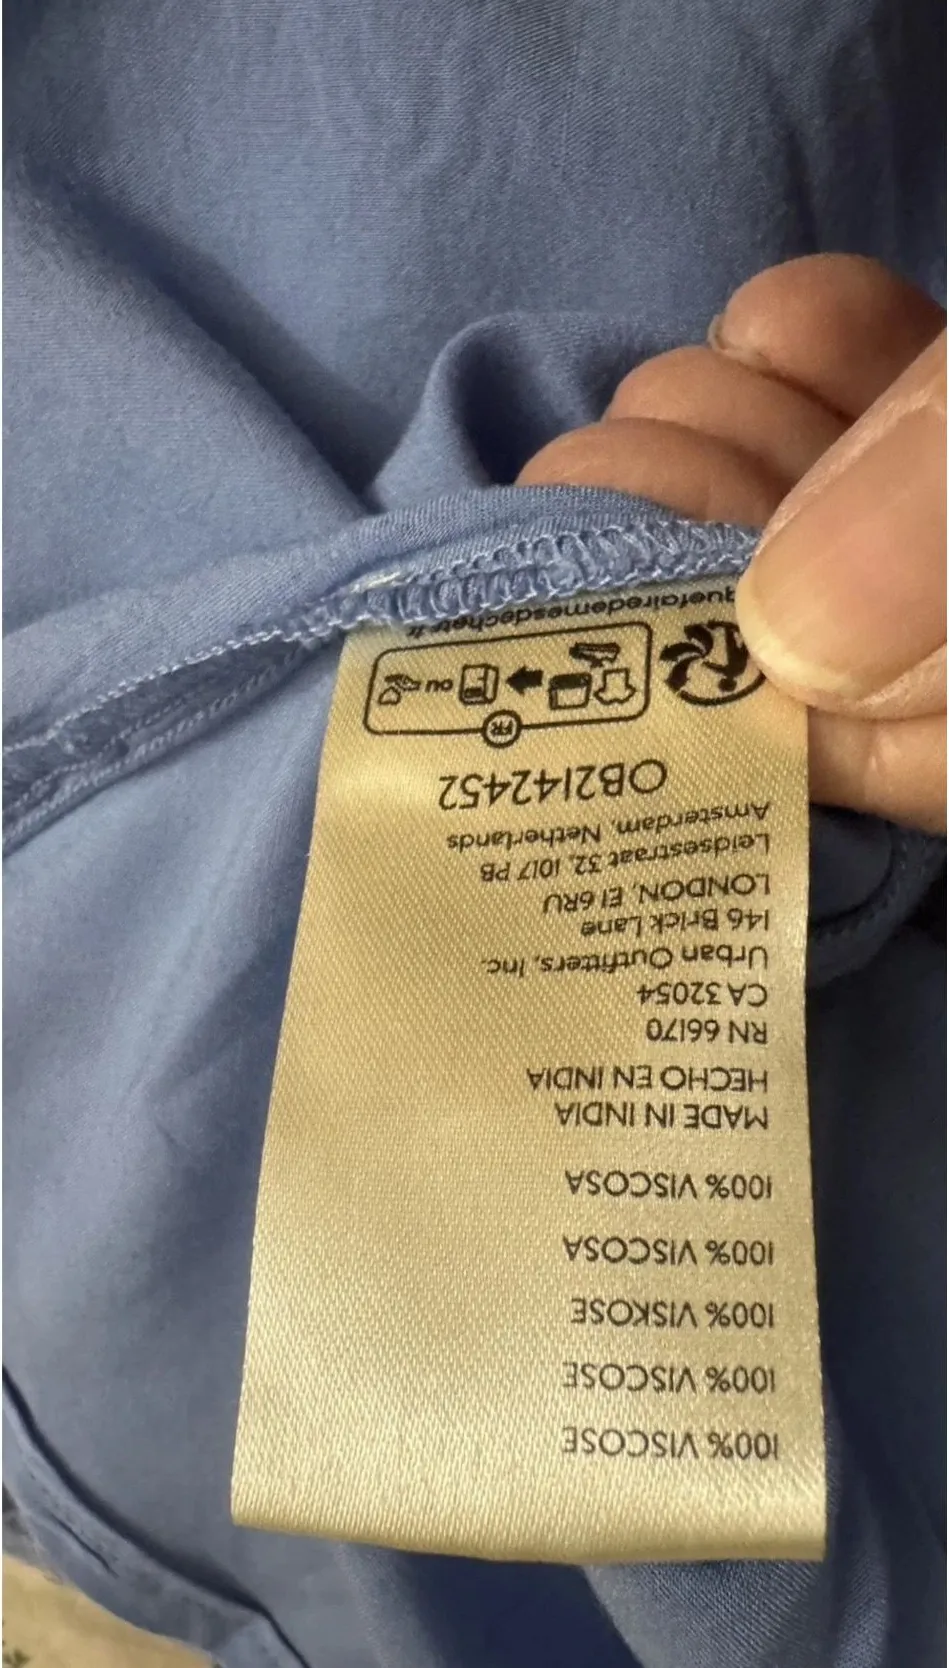 100% VISCOSE
100% VISCOSE
100% VISKOSE
100% VISCOSA
100% VISCOSA
MADE IN INDIA
HECHO EN INDIA
RN 66170
CA 32054
Urban Outfitters, Inc.
146 Brick Lane
LONDON, E1 6RU
Leidsestraat 32, 1017 PB
Amsterdam, Netherlands
OB2142452
FR
OU
quefairedemesdechets.fr